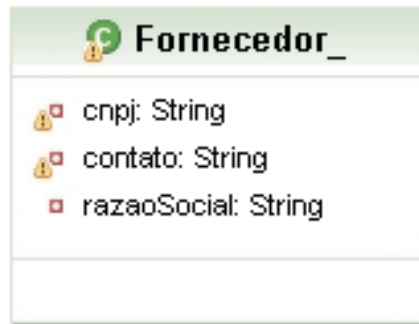 Fornecedor_
cnpj: String
contato: String
razaoSocial: String